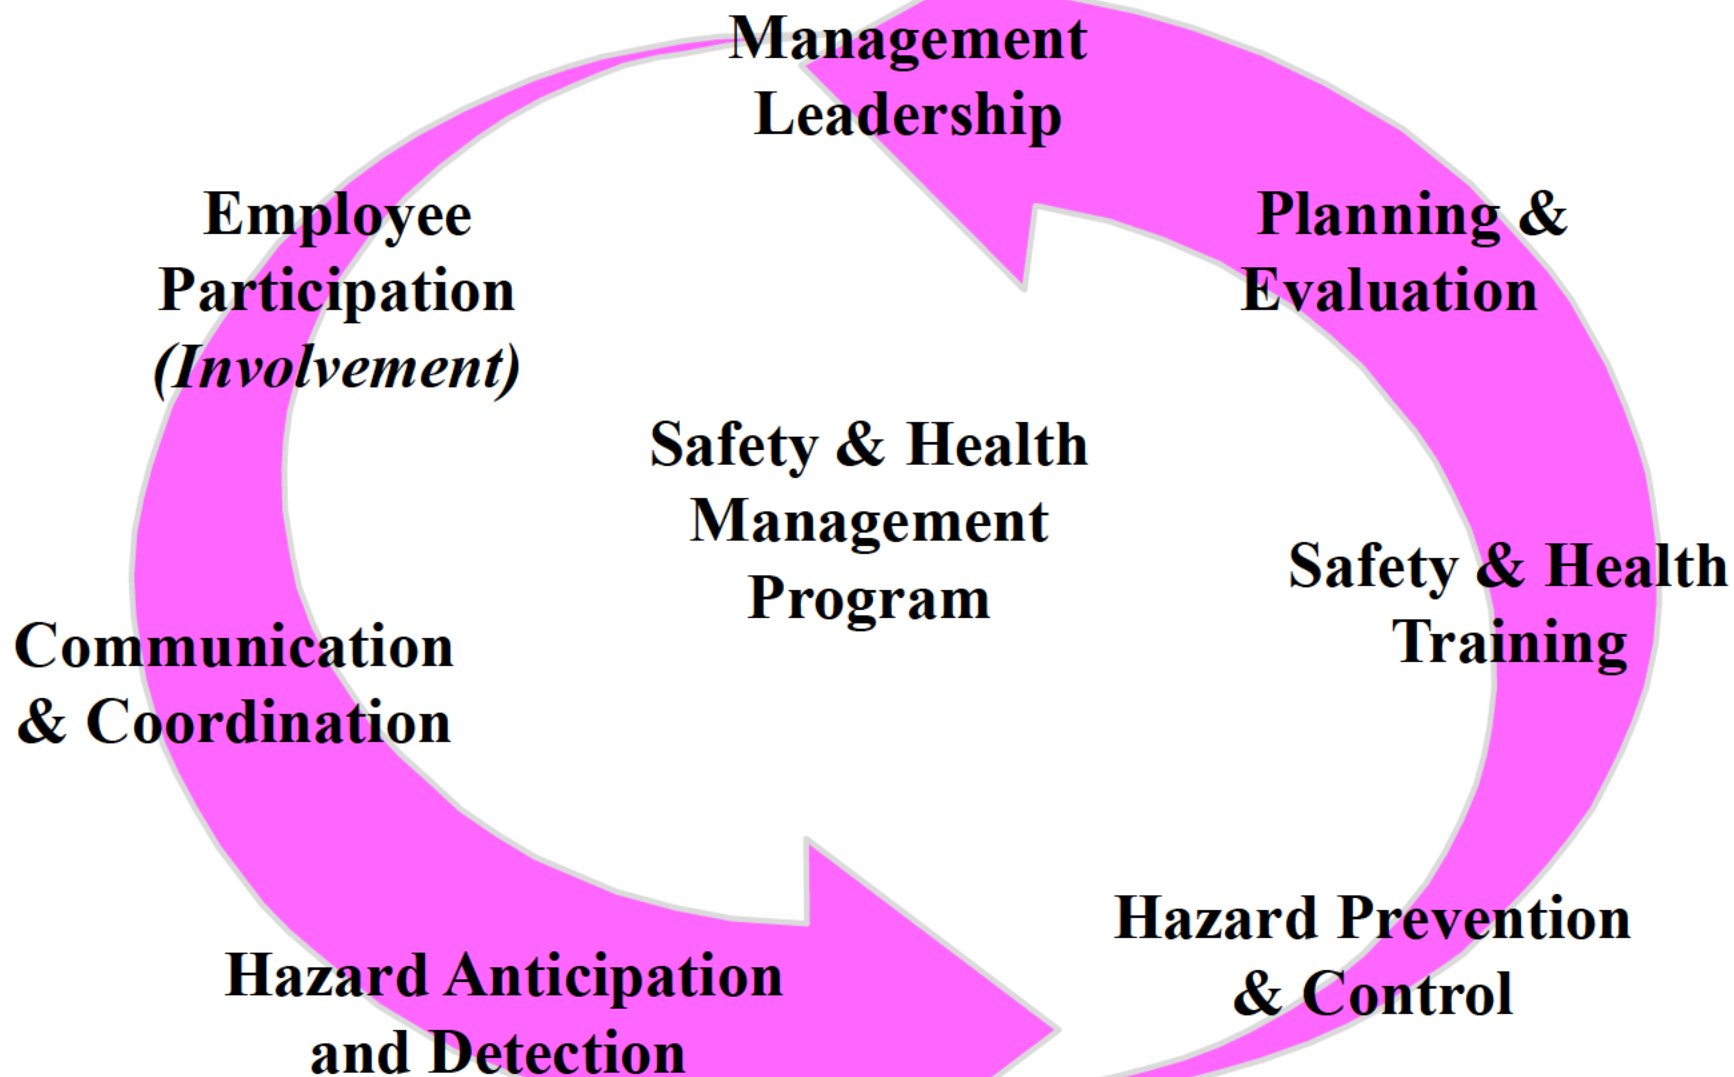 Management
Leadership
Planning &
Evaluation
Employee
Participation
(Involvement)
Safety & Health
Management
Program
Safety & Health
Training
Communication
& Coordination
Hazard Prevention
& Control
Hazard Anticipation
and Detection